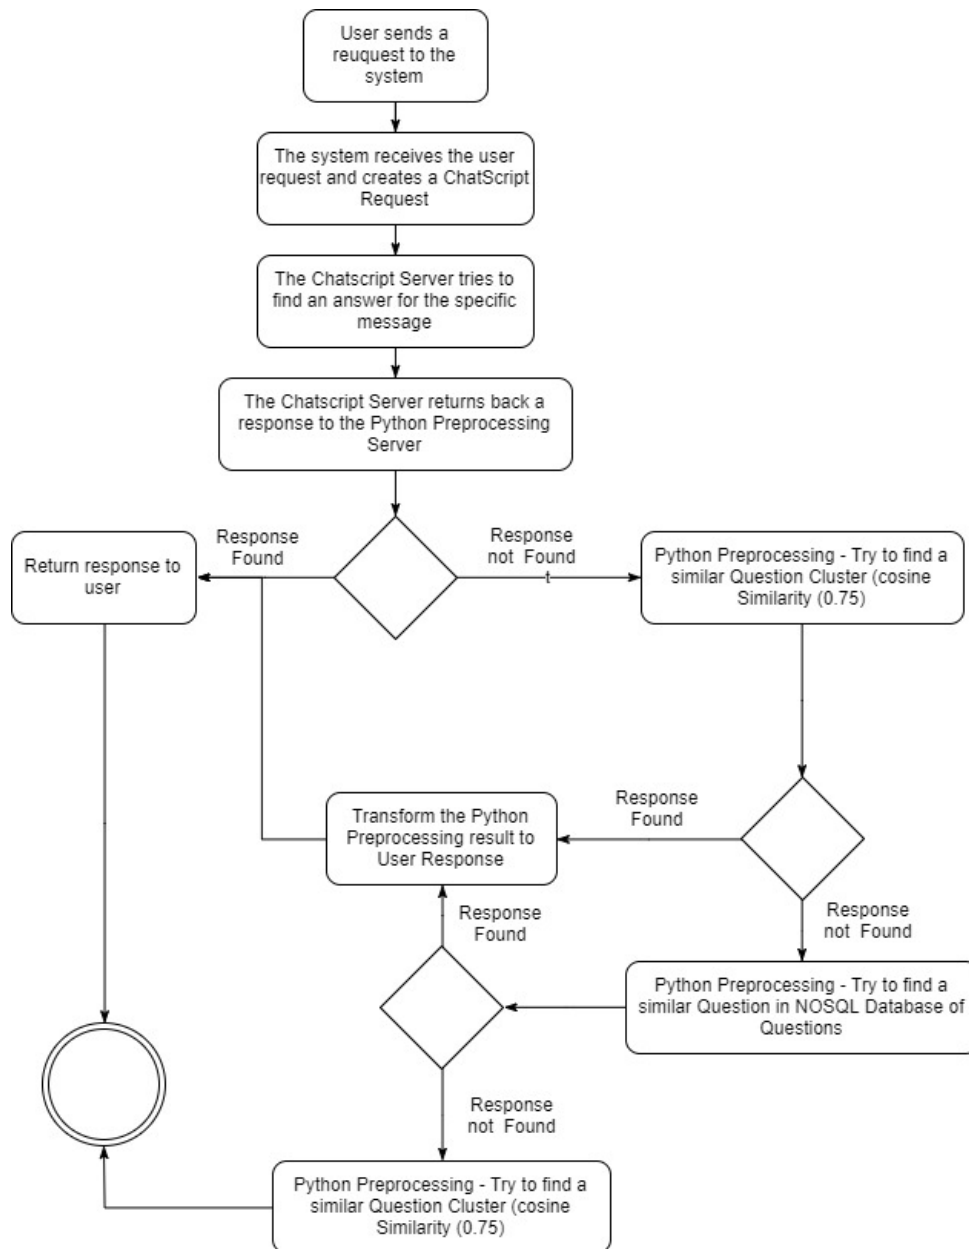 User sends a
reuquest to the
system
The system receives the user
request and creates a ChatScript
Request
The Chatscript Server tries to
find an answer for the specific
message
The Chatscript Server returns back a
response to the Python Preprocessing
Server
Response
Found
Response
not Found
t
Return response to
user
Python Preprocessing - Try to find a
similar Question Cluster (cosine
Similarity (0.75)
Transform the Python
Preprocessing result to
User Response
Response
Found
Response
Found
Response
not Found
Python Preprocessing - Try to find a
similar Question in NOSQL Database of
Questions
Response
not Found
Python Preprocessing - Try to find a
similar Question Cluster (cosine
Similarity (0.75)